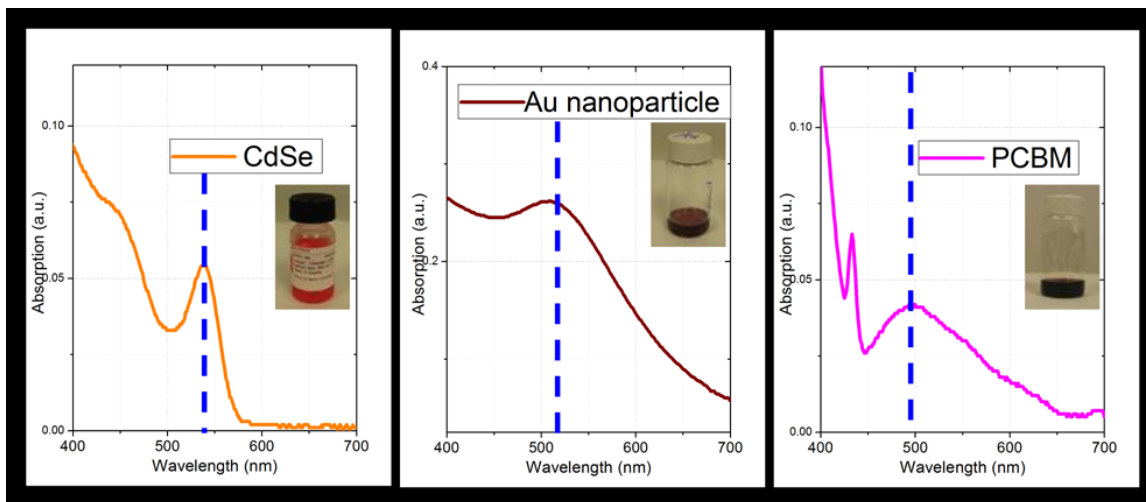 CdSe
0.10
0.05
0.00
Absorption (a.u.)
400 500 600 700
Wavelength (nm)
Au nanoparticle
0.4
0.2
Absorption (a.u.)
400 500 600 700
Wavelength (nm)
PCBM
0.10
0.05
0.00
Absorption (a.u.)
400 500 600 700
Wavelength (nm)